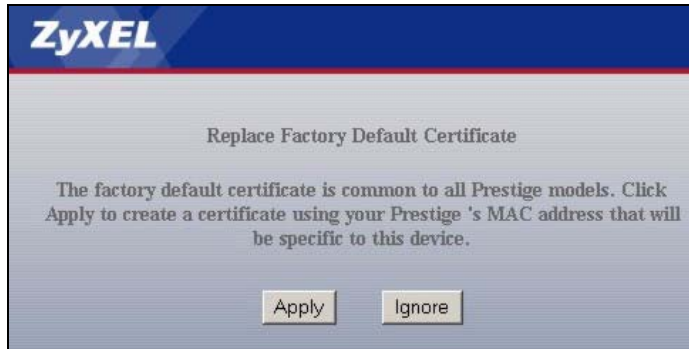 ZyXEL
Replace Factory Default Certificate
The factory default certificate is common to all Prestige models. Click
Apply to create a certificate using your Prestige 's MAC address that will
be specific to this device.
Apply Ignore